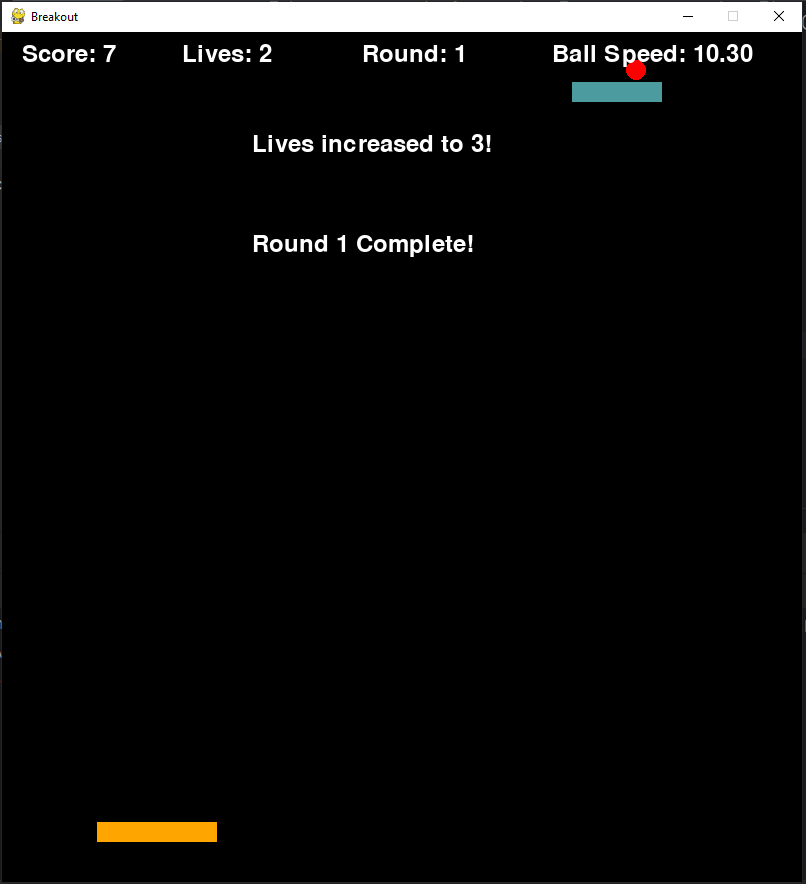 Breakout
Score: 7 Lives: 2 Round: 1 Ball Speed: 10.30
Lives increased to 3!
Round 1 Complete!